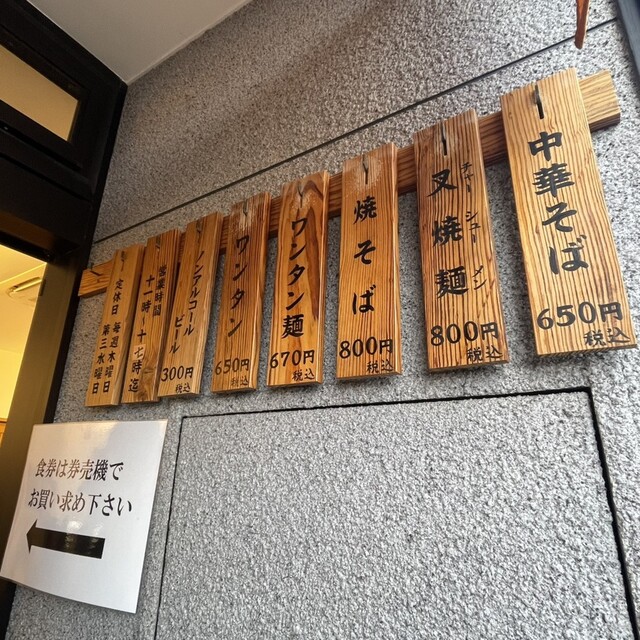 中華そば
650円
税込
叉焼麺
チャーシューメン
800円
税込
焼そば
800円
税込
ワンタン麺
670円
税込
ワンタン
650円
税込
ノンアルコール
ビール
300円
税込
営業時間
十一時〜十七時迄
定休日 毎週木曜日
第三水曜日
食券は券売機で
お買い求め下さい